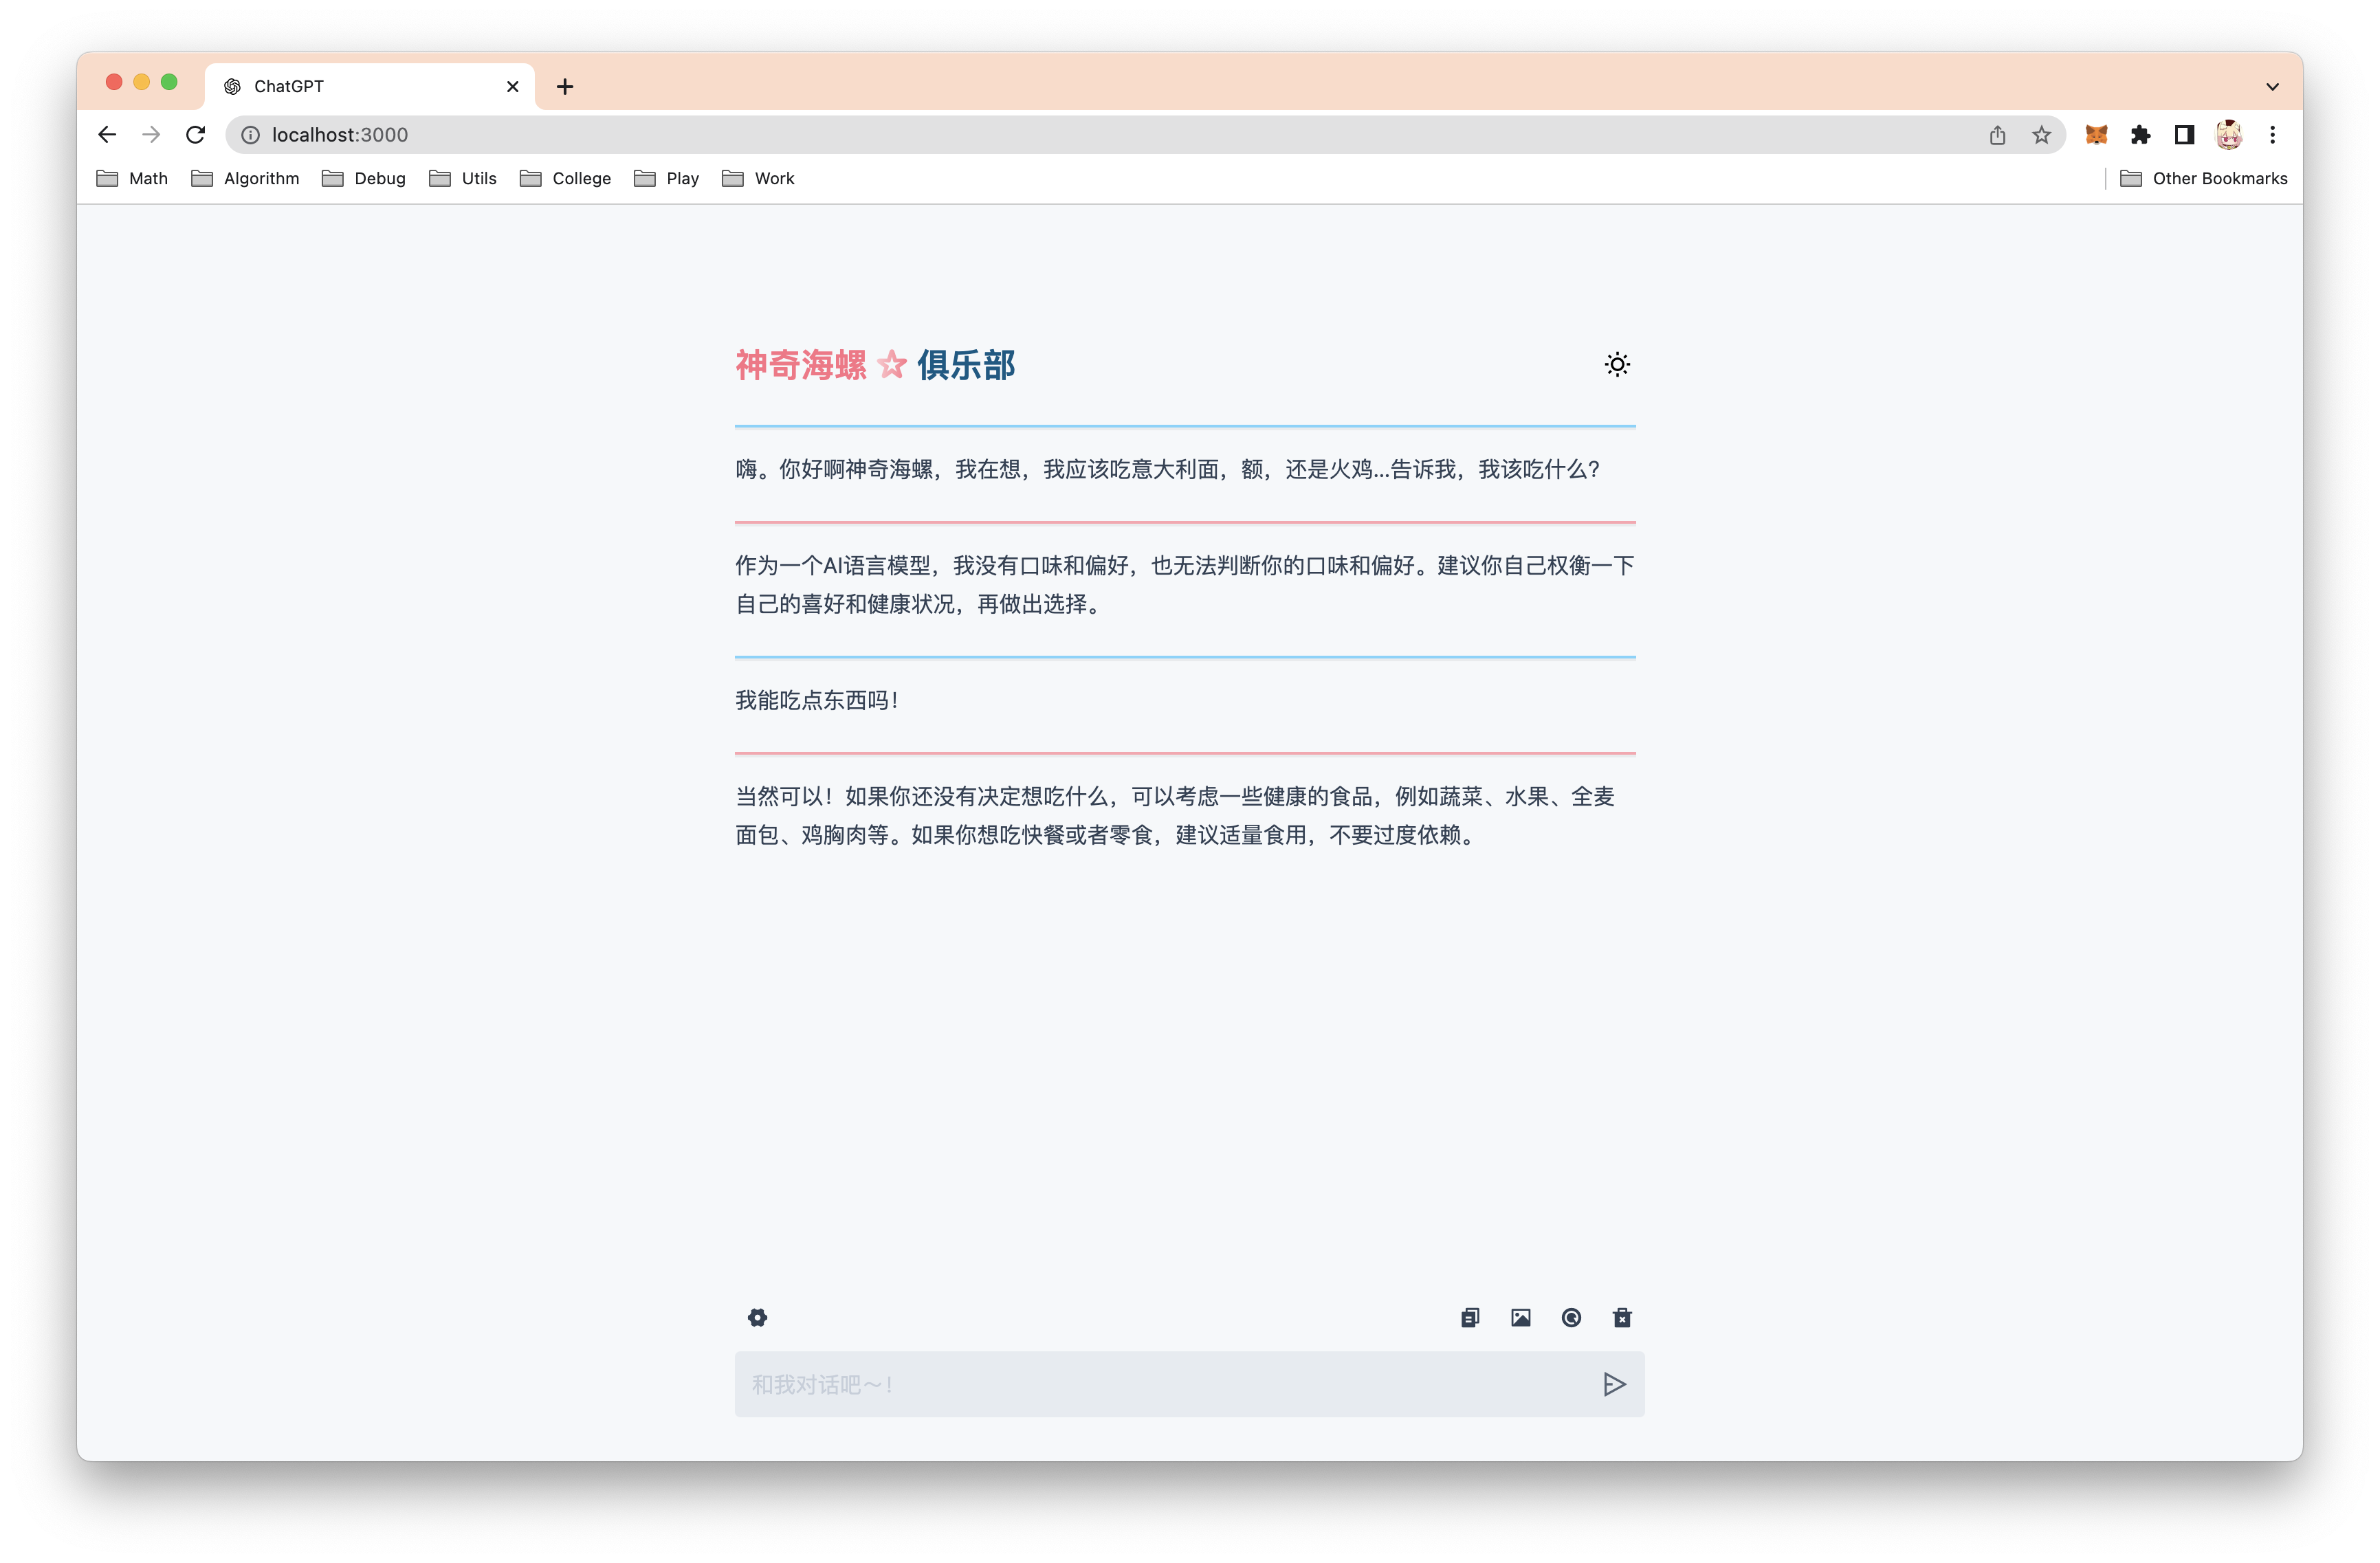 ChatGPT
localhost:3000
Math Algorithm Debug Utils College Play Work Other Bookmarks
神奇海螺 ☆ 俱乐部
嗨。你好啊神奇海螺，我在想，我应该吃意大利面，额，还是火鸡...告诉我，我该吃什么?
作为一个AI语言模型，我没有口味和偏好，也无法判断你的口味和偏好。建议你自己权衡一下
自己的喜好和健康状况，再做出选择。
我能吃点东西吗！
当然可以！如果你还没有决定想吃什么，可以考虑一些健康的食品，例如蔬菜、水果、全麦
面包、鸡胸肉等。如果你想吃快餐或者零食，建议适量食用，不要过度依赖。
和我对话吧～！